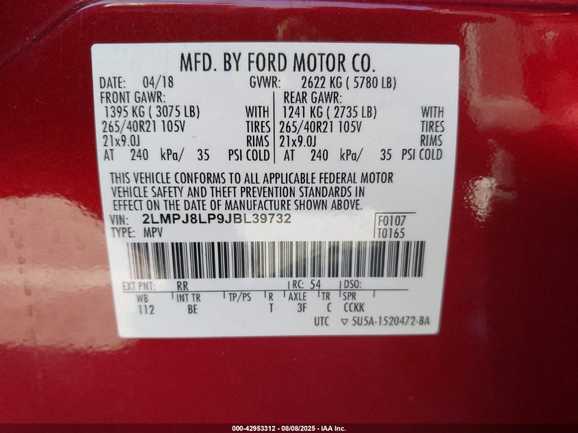 MFD. BY FORD MOTOR CO.
DATE: 04/18 GVWR: 2622 KG ( 5780 LB)
FRONT GAWR: REAR GAWR:
1395 KG ( 3075 LB) WITH 1241 KG ( 2735 LB) WITH
265/40R21 105V TIRES 265/40R21 105V TIRES
21x9.0J RIMS 21x9.0J RIMS
AT 240 kPa/ 35 PSI COLD AT 240 kPa/ 35 PSI COLD
THIS VEHICLE CONFORMS TO ALL APPLICABLE FEDERAL MOTOR
VEHICLE SAFETY AND THEFT PREVENTION STANDARDS IN
EFFECT ON THE DATE OF MANUFACTURE SHOWN ABOVE.
VIN: 2LMPJ8LP9JBL39732 F0107
TYPE: MPV T0165
EXT PNT: RR RC: 54 DSO:
WB INT TR TP/PS R AXLE TR SPR
112 BE T 3F C CCKK
UTC ▽ 5U5A-1520472-BA
000-42953312 - 08/08/2025 - IAA Inc.